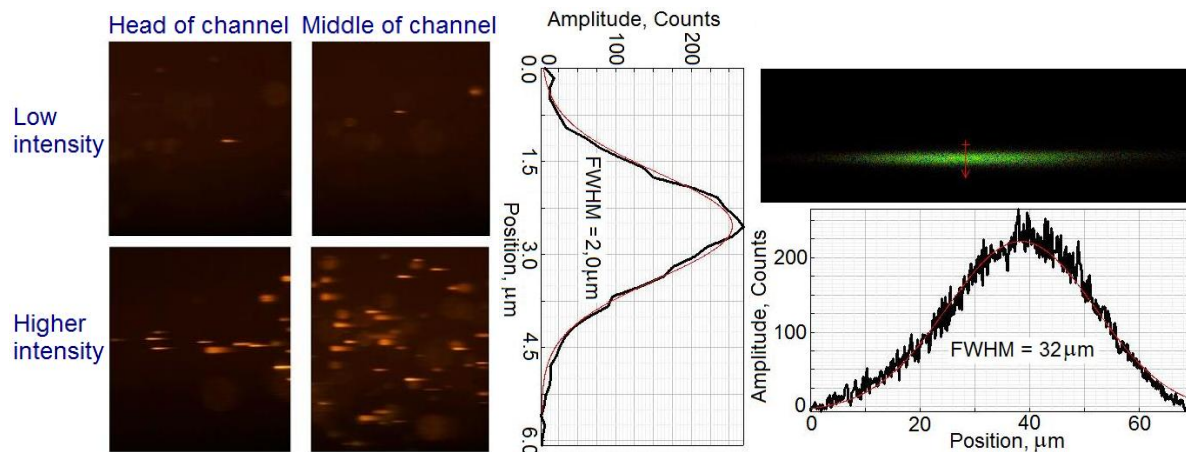 Head of channel
Middle of channel
Low
intensity
Higher
intensity
Amplitude, Counts
0
100
200
0.0
1.5
3.0
4.5
6.0
Position, µm
FWHM = 2,0µm
Amplitude, Counts
200
100
0
FWHM = 32µm
0
20
40
60
Position, µm